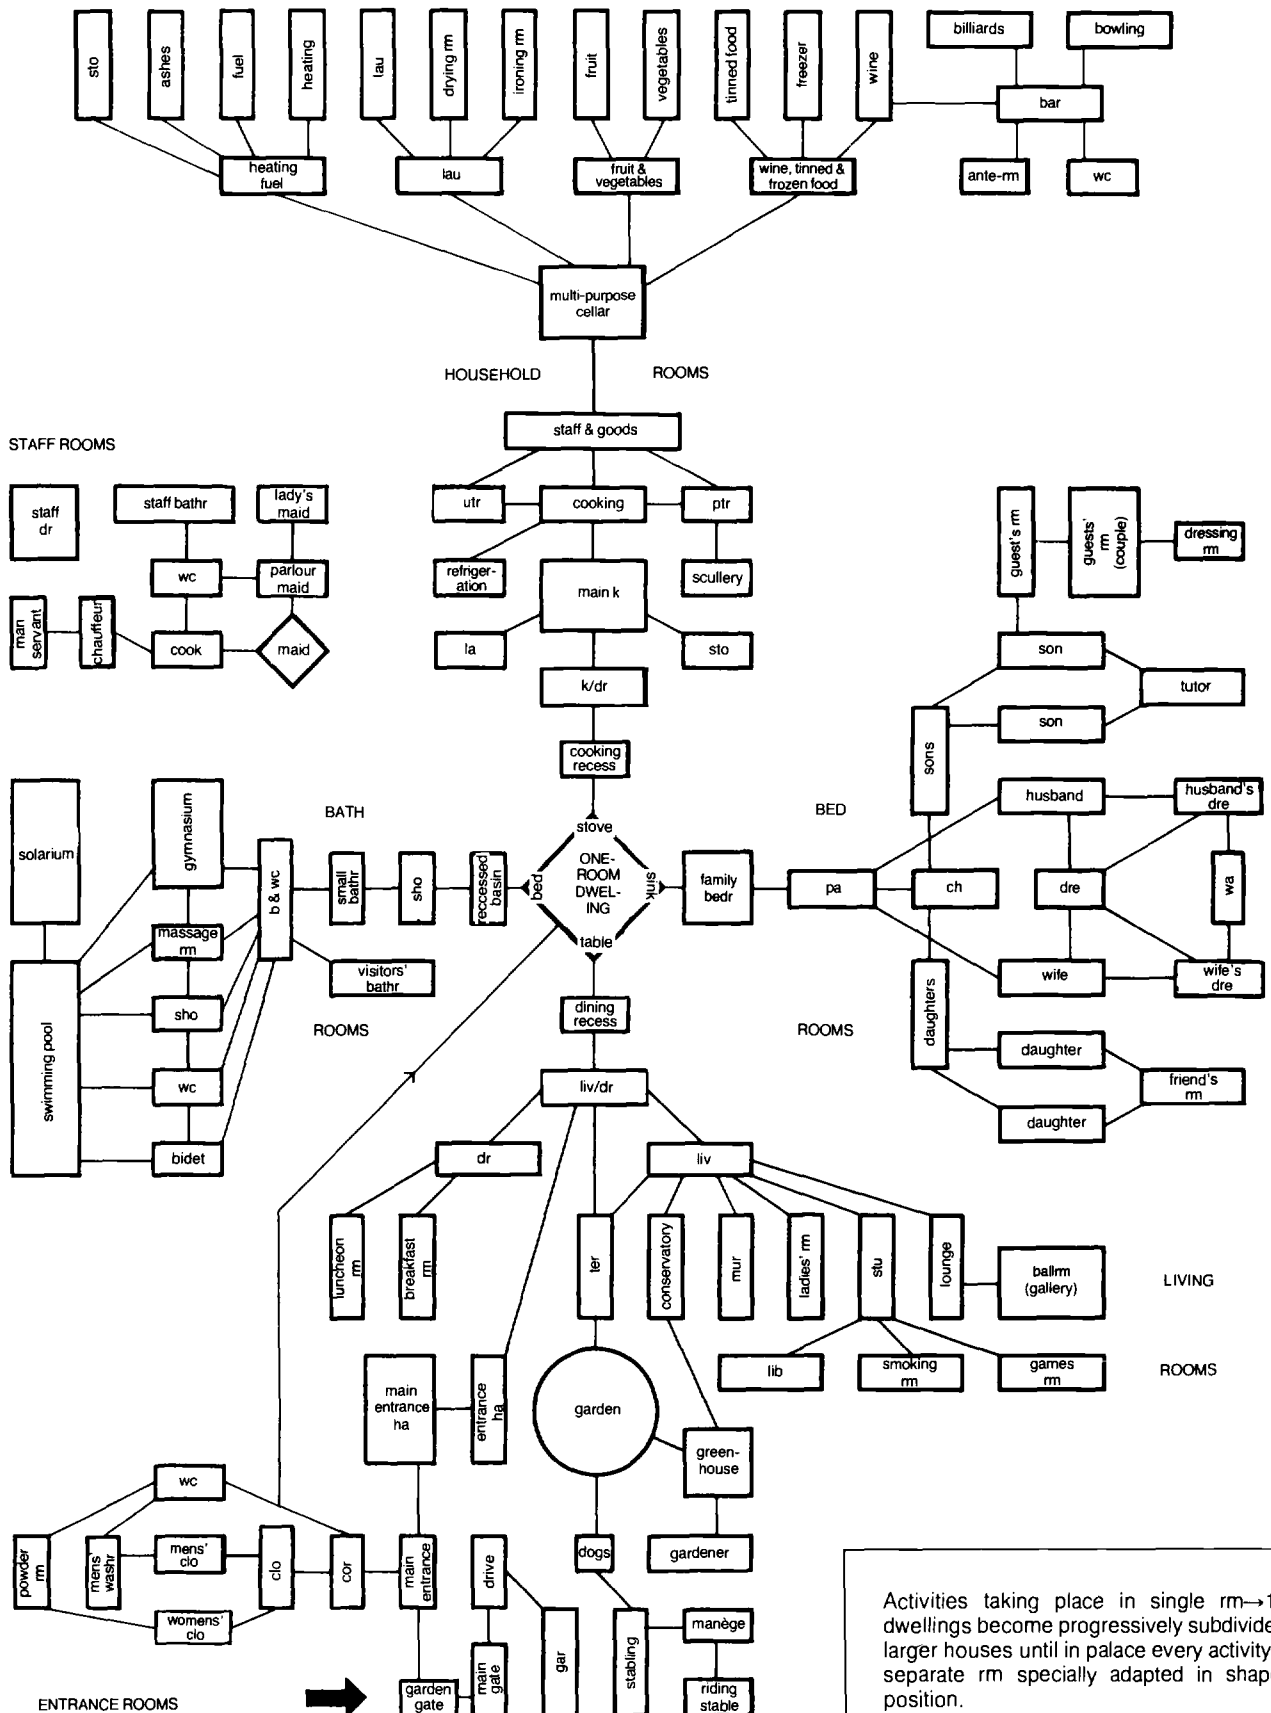 billiards
bowling
sto
ashes
fuel
heating
lau
drying rm
ironing rm
fruit
vegetables
tinned food
freezer
wine
bar
heating
fuel
lau
fruit &
vegetables
wine, tinned &
frozen food
ante-rm
wc
multi-purpose
cellar
HOUSEHOLD ROOMS
staff & goods
STAFF ROOMS
staff
dr
staff bathr
lady's
maid
utr
cooking
ptr
guest's rm
guests'
rm
(couple)
dressing
rm
wc
parlour
maid
refriger-
ation
main k
scullery
man
servant
chauffeur
cook
maid
la
sto
son
tutor
k/dr
sons
son
cooking
recess
solarium
gymnasium
BATH
BED
husband
husband's
dre
stove
ONE-
ROOM
DWEL-
ING
bed
sink
table
b & wc
small
bathr
sho
reccessed
basin
family
bedr
pa
ch
dre
wa
massage
rm
visitors'
bathr
wife
wife's
dre
swimming pool
sho
ROOMS
dining
recess
ROOMS
daughters
daughter
wc
liv/dr
friend's
rm
daughter
bidet
dr
liv
luncheon
rm
breakfast
rm
ter
conservatory
mur
ladies' rm
stu
lounge
ballrm
(gallery)
LIVING
lib
smoking
rm
games
rm
ROOMS
main
entrance
ha
entrance
ha
garden
green-
house
wc
powder
rm
mens'
washr
mens'
clo
clo
cor
main
entrance
drive
dogs
gardener
womens'
clo
manège
gar
stabling
ENTRANCE ROOMS
garden
gate
main
gate
riding
stable
Activities taking place in single rm→1
dwellings become progressively subdivide
larger houses until in palace every activity
separate rm specially adapted in shap
position.